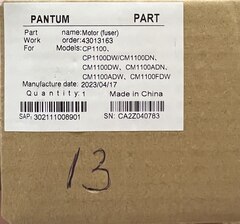 PANTUM PART
Part name:Motor (fuser)
Work order:43013163
For Models:CP1100,
CP1100DW/CM1100DN,
CM1100DW、CM1100ADN、
CM1100ADW、CM1100FDW
Manufacture date: 2023/04/17
Quantity:1 Made in China
SAP: 302111008901 SN: CA2Z040783
13